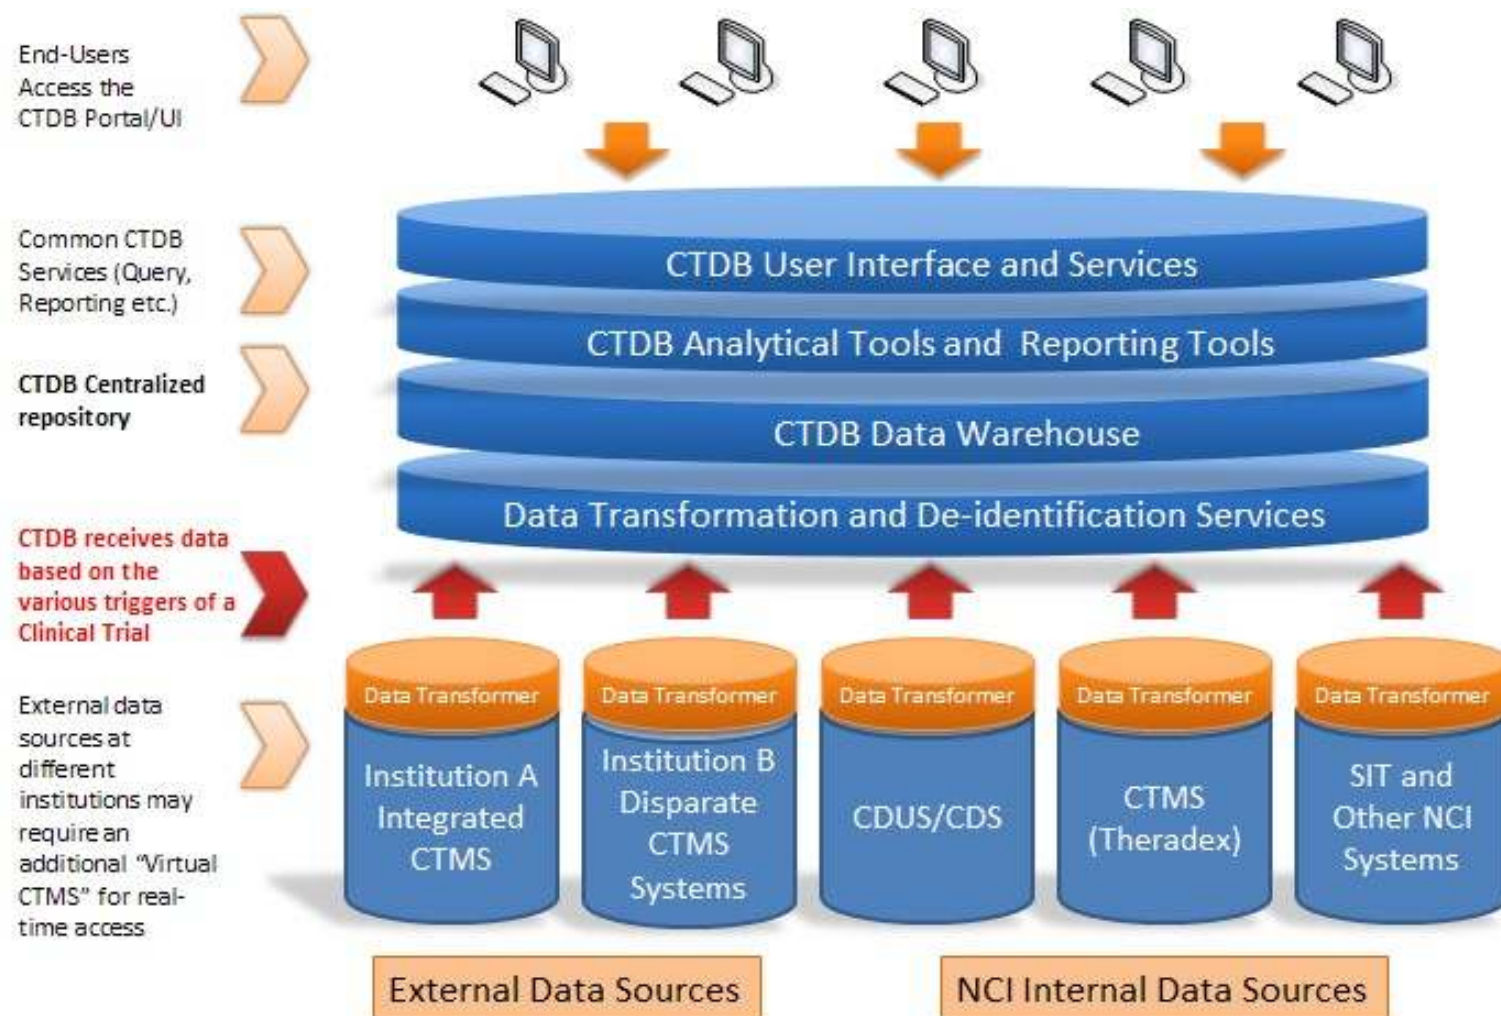 End-Users
Access the
CTDB Portal/UI
Common CTDB
Services (Query,
Reporting etc.)
CTDB Centralized
repository
CTDB receives data
based on the
various triggers of a
Clinical Trial
External data
sources at
different
institutions may
require an
additional “Virtual
CTMS” for real-
time access
CTDB User Interface and Services
CTDB Analytical Tools and Reporting Tools
CTDB Data Warehouse
Data Transformation and De-identification Services
Data Transformer
Institution A
Integrated
CTMS
Data Transformer
Institution B
Disparate
CTMS
Systems
Data Transformer
CDUS/CDS
Data Transformer
CTMS
(Theradex)
Data Transformer
SIT and
Other NCI
Systems
External Data Sources
NCI Internal Data Sources